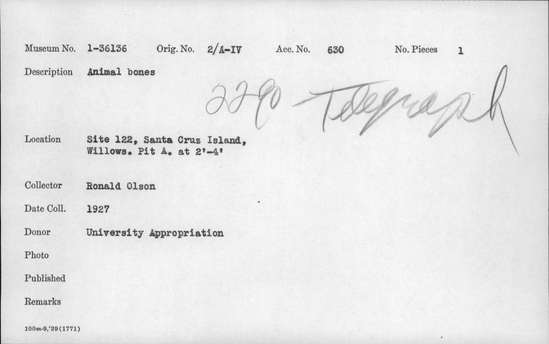 Museum No. 1-36136 Orig. No. 2/A-IV Acc. No. 630 No. Pieces 1
Description Animal bones
2290 Telegraph
Location Site 122, Santa Crus Island,
Willows. Pit A. at 2'-4'
Collector Ronald Olson
Date Coll. 1927
Donor University Appropriation
Photo
Published
Remarks
100m-9,'29(1771)